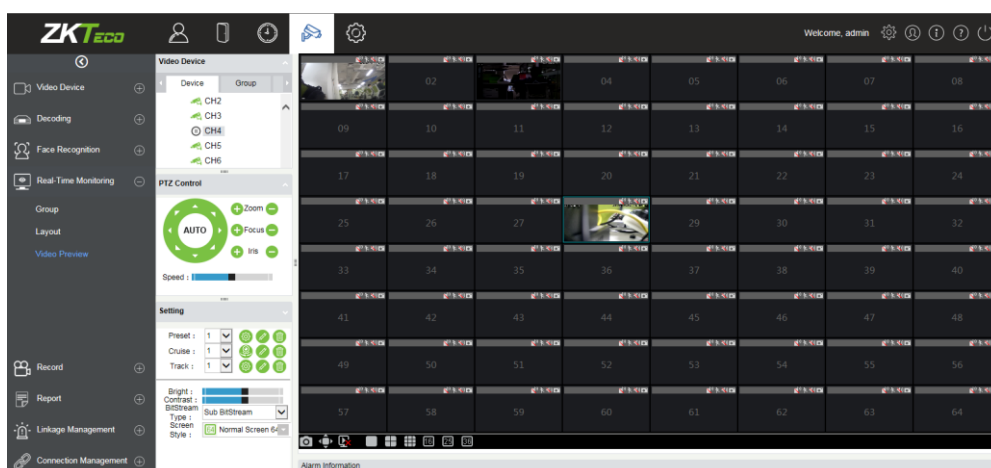 ZKTECO
Welcome, admin
Video Device
Decoding
Face Recognition
Real-Time Monitoring
Group
Layout
Video Preview
Record
Report
Linkage Management
Connection Management
Video Device
Device Group
CH2
CH3
CH4
CH5
CH6
PTZ Control
AUTO
Zoom
Focus
Iris
Speed :
Setting
Preset : 1
Cruise : 1
Track : 1
Bright :
Contrast :
BitStream Type : Sub BitStream
Screen Style : 64 Normal Screen 64
02 04 05 06 07 08
09 10 11 12 13 14 15 16
17 18 19 20 21 22 23 24
25 26 27 29 30 31 32
33 34 35 36 37 38 39 40
41 42 43 44 45 46 47 48
49 50 51 52 53 54 55 56
57 58 59 60 61 62 63 64
Alarm Information